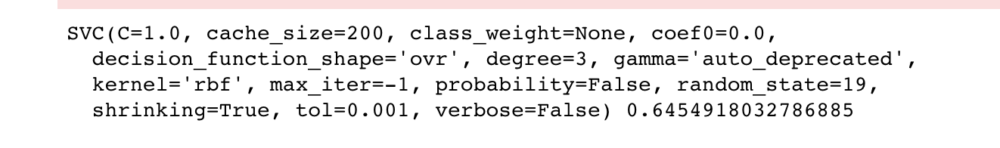 SVC(C=1.0, cache_size=200, class_weight=None, coef0=0.0,
decision_function_shape='ovr', degree=3, gamma='auto_deprecated',
kernel='rbf', max_iter=-1, probability=False, random_state=19,
shrinking=True, tol=0.001, verbose=False) 0.6454918032786885